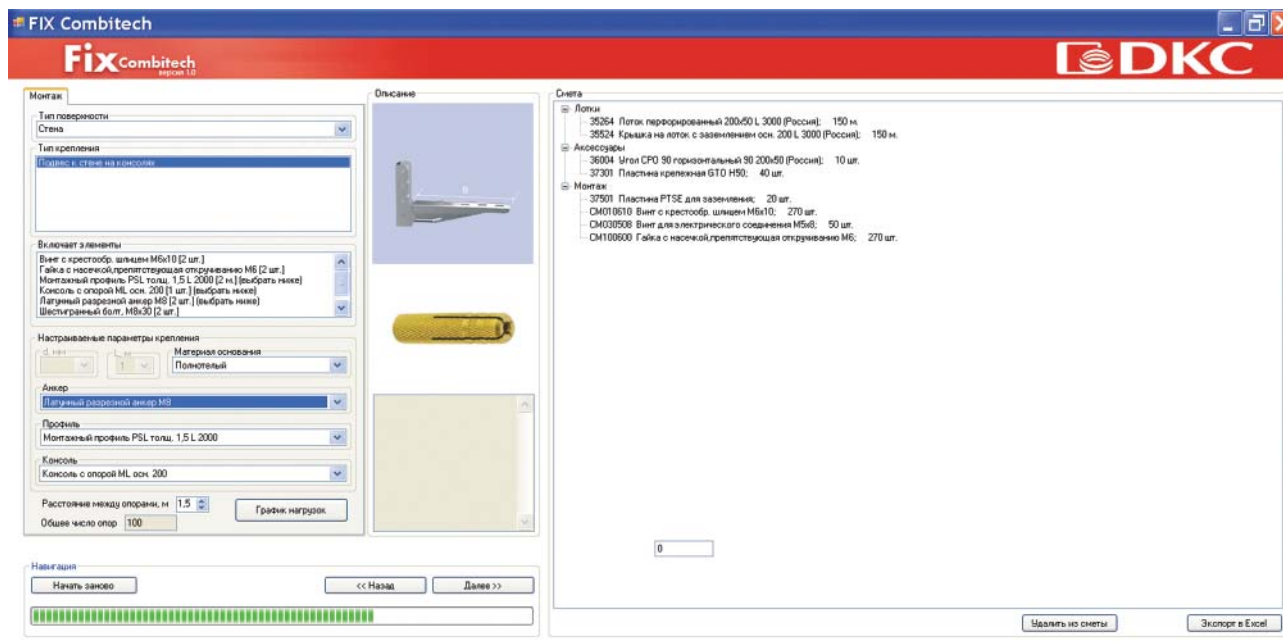 FIX Combitech
Fix Combitech
версия 1.0
DKC
Монтаж
Тип поверхности
Стена
Тип крепления
Подвес к стене на консолях
Включает элементы
Винт с крестообр. шлицем М6х10 [2 шт.]
Гайка с насечкой,препятствующая откручиванию М6 [2 шт.]
Монтажный профиль PSL толщ. 1,5 L 2000 [2 м.] (выбрать ниже)
Консоль с опорой ML осн. 200 [1 шт.] (выбрать ниже)
Латунный разрезной анкер М8 [2 шт.] (выбрать ниже)
Шестигранный болт, М8х30 [2 шт.]
Настраиваемые параметры крепления
d, мм
L, м
Материал основания
1
Полнотелый
Анкер
Латунный разрезной анкер М8
Профиль
Монтажный профиль PSL толщ. 1,5 L 2000
Консоль
Консоль с опорой ML осн. 200
Расстояние между опорами, м 1,5
График нагрузок
Общее число опор 100
Описание
Смета
Лотки
35264 Лоток перфорированный 200х50 L 3000 (Россия); 150 м.
35524 Крышка на лоток с заземлением осн. 200 L 3000 (Россия); 150 м.
Аксессуары
36004 Угол CPO 90 горизонтальный 90 200х50 (Россия); 10 шт.
37301 Пластина крепежная GTO H50; 40 шт.
Монтаж
37501 Пластина PTSE для заземления; 20 шт.
CM010610 Винт с крестообр. шлицем М6х10; 270 шт.
CM030508 Винт для электрического соединения М5х8; 50 шт.
CM100600 Гайка с насечкой,препятствующая откручиванию М6; 270 шт.
0
Навигация
Начать заново
<< Назад
Далее >>
Удалить из сметы
Экспорт в Excel